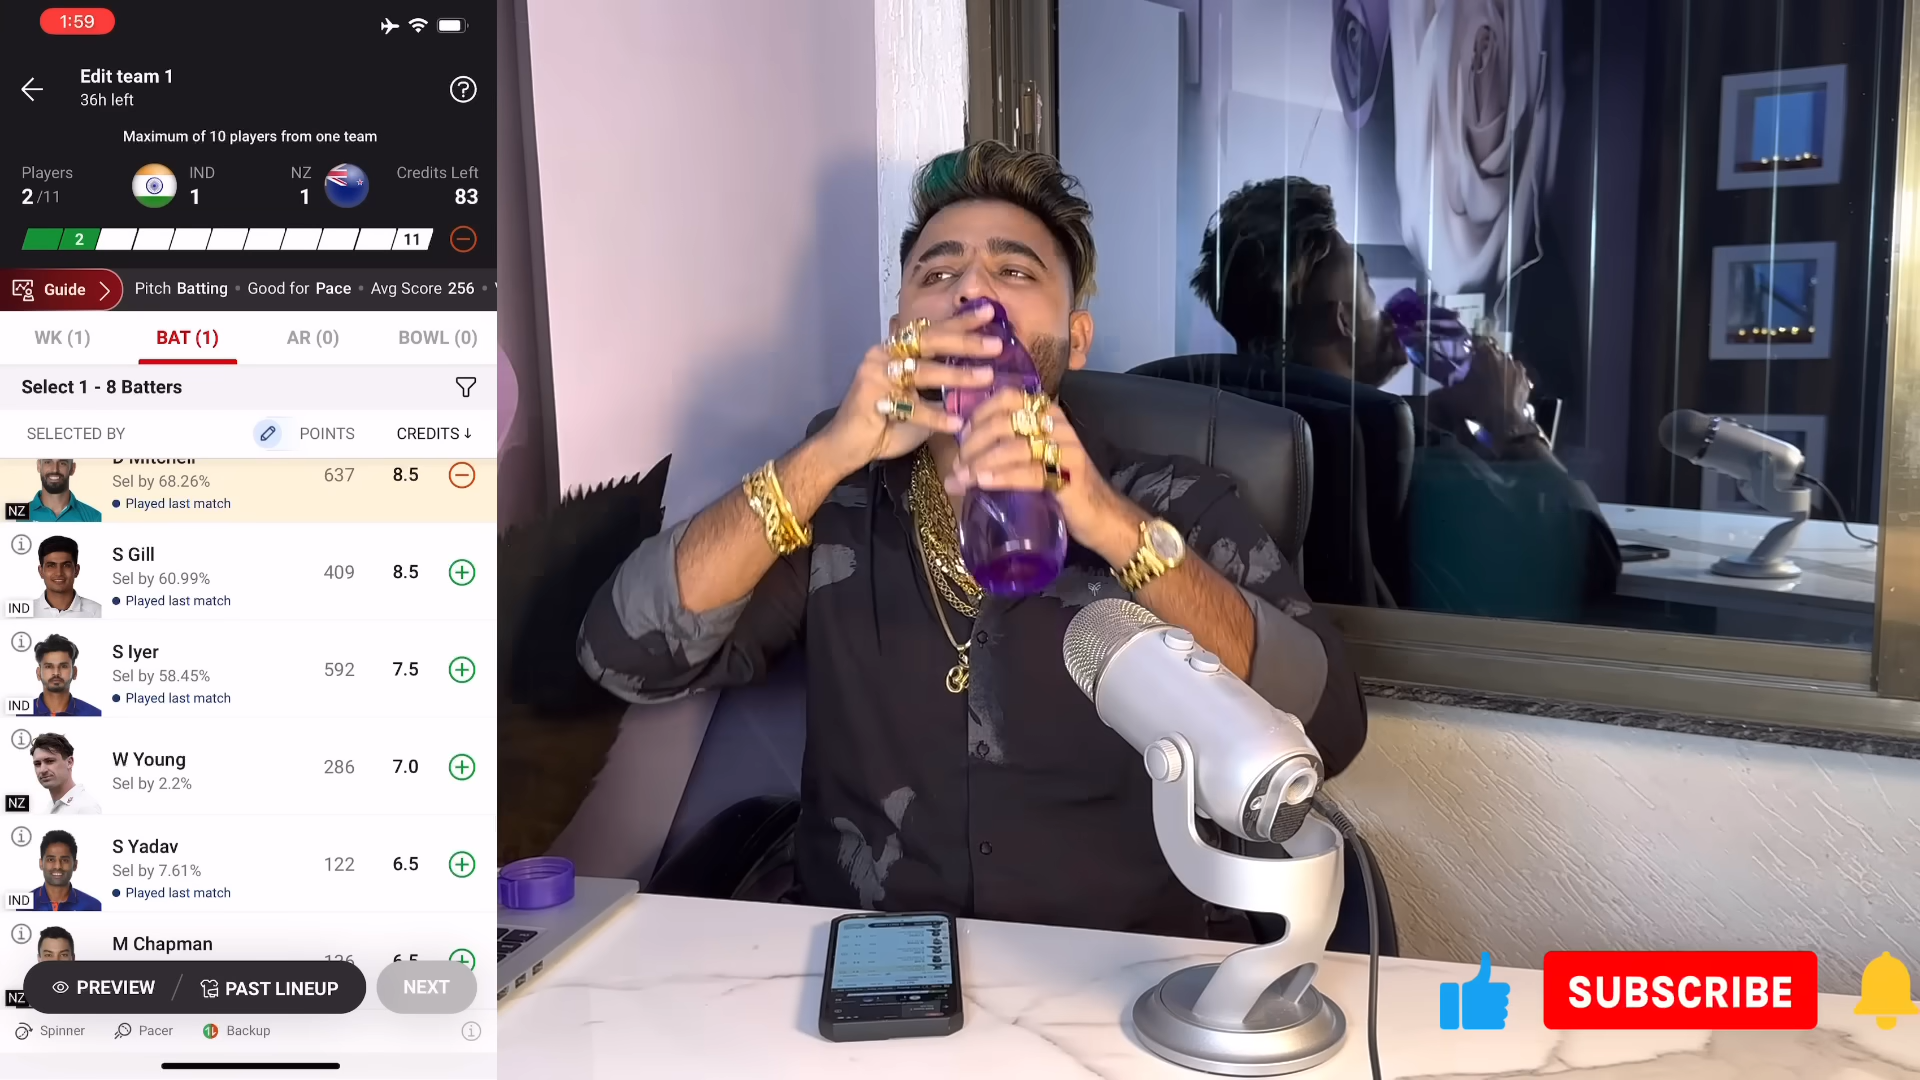 1:59
Edit team 1
36h left
Maximum of 10 players from one team
Players
2/11
IND
1
NZ
1
Credits Left
83
2
11
Guide
Pitch Batting • Good for Pace • Avg Score 256 •
WK (1)
BAT (1)
AR (0)
BOWL (0)
Select 1 - 8 Batters
SELECTED BY
POINTS
CREDITS↓
D Mitchell
Sel by 68.26%
637
8.5
Played last match
NZ
S Gill
Sel by 60.99%
409
8.5
Played last match
IND
S Iyer
Sel by 58.45%
592
7.5
Played last match
IND
W Young
Sel by 2.2%
286
7.0
NZ
S Yadav
Sel by 7.61%
122
6.5
Played last match
IND
M Chapman
126
6.5
NZ
PREVIEW / PAST LINEUP
NEXT
Spinner
Pacer
Backup
SUBSCRIBE